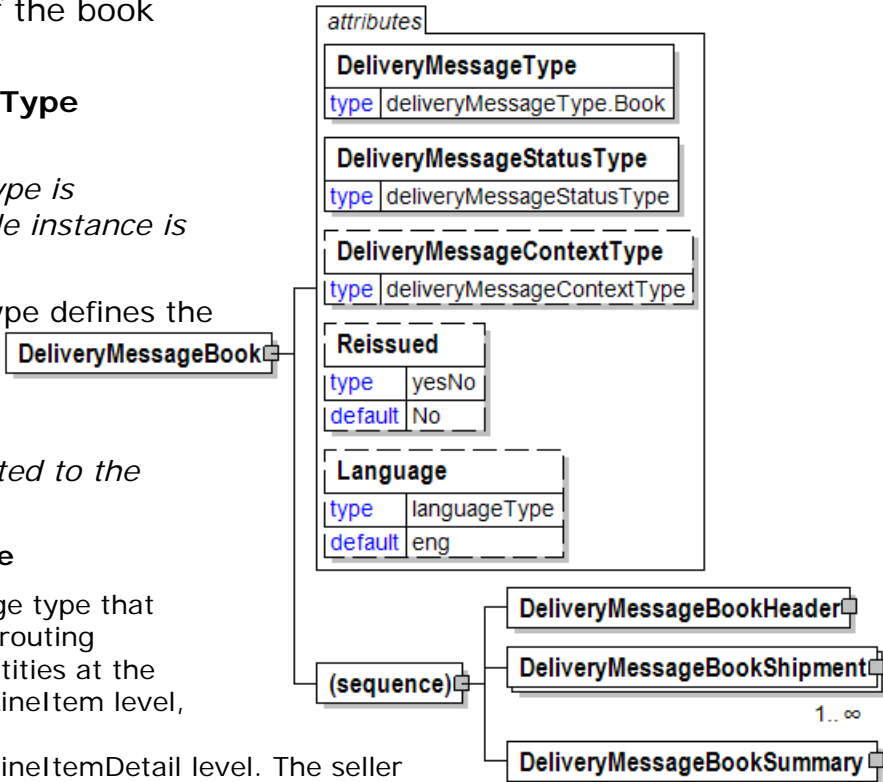 f the book
Type
ype is
le instance is
ype defines the
ted to the
e
ge type that
routing
tities at the
LineItem level,
ineItemDetail level. The seller
DeliveryMessageBook
attributes
DeliveryMessageType
type deliveryMessageType.Book
DeliveryMessageStatusType
type deliveryMessageStatusType
DeliveryMessageContextType
type deliveryMessageContextType
Reissued
type yesNo
default No
Language
type languageType
default eng
(sequence)
DeliveryMessageBookHeader
DeliveryMessageBookShipment
1.. ∞
DeliveryMessageBookSummary